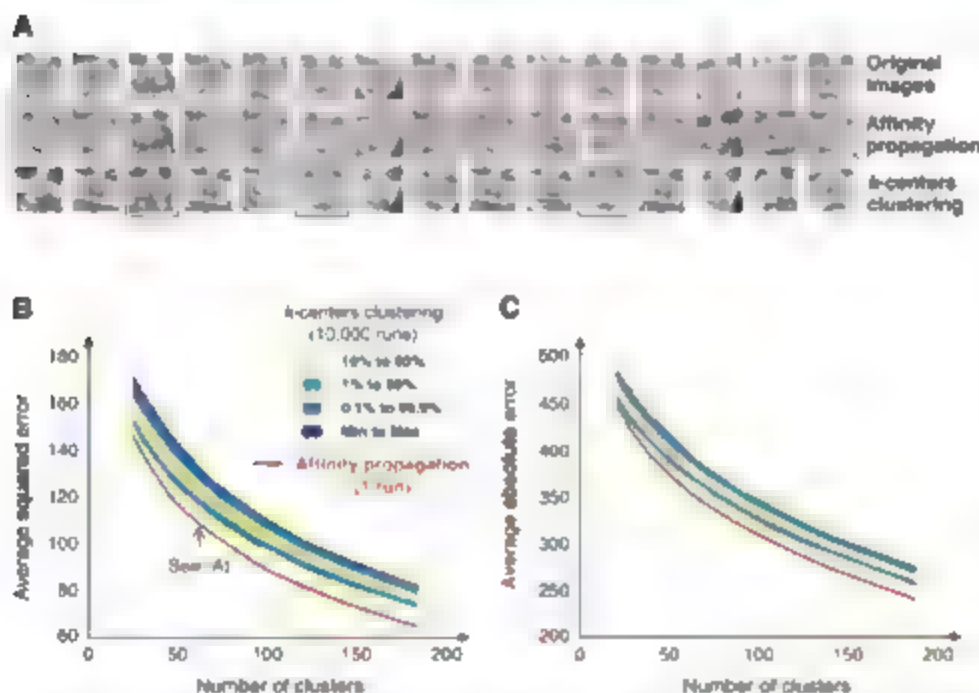 A
Original
images
Affinity
propagation
k-centers
clustering
B
k-centers clustering
(10,000 runs)
10% to 90%
1% to 99%
0.1% to 99.9%
Min to Max
Affinity propagation
(1 run)
Average squared error
180
160
140
120
100
80
60
0
50
100
150
200
Number of clusters
C
Average absolute error
500
450
400
350
300
250
200
0
50
100
150
200
Number of clusters